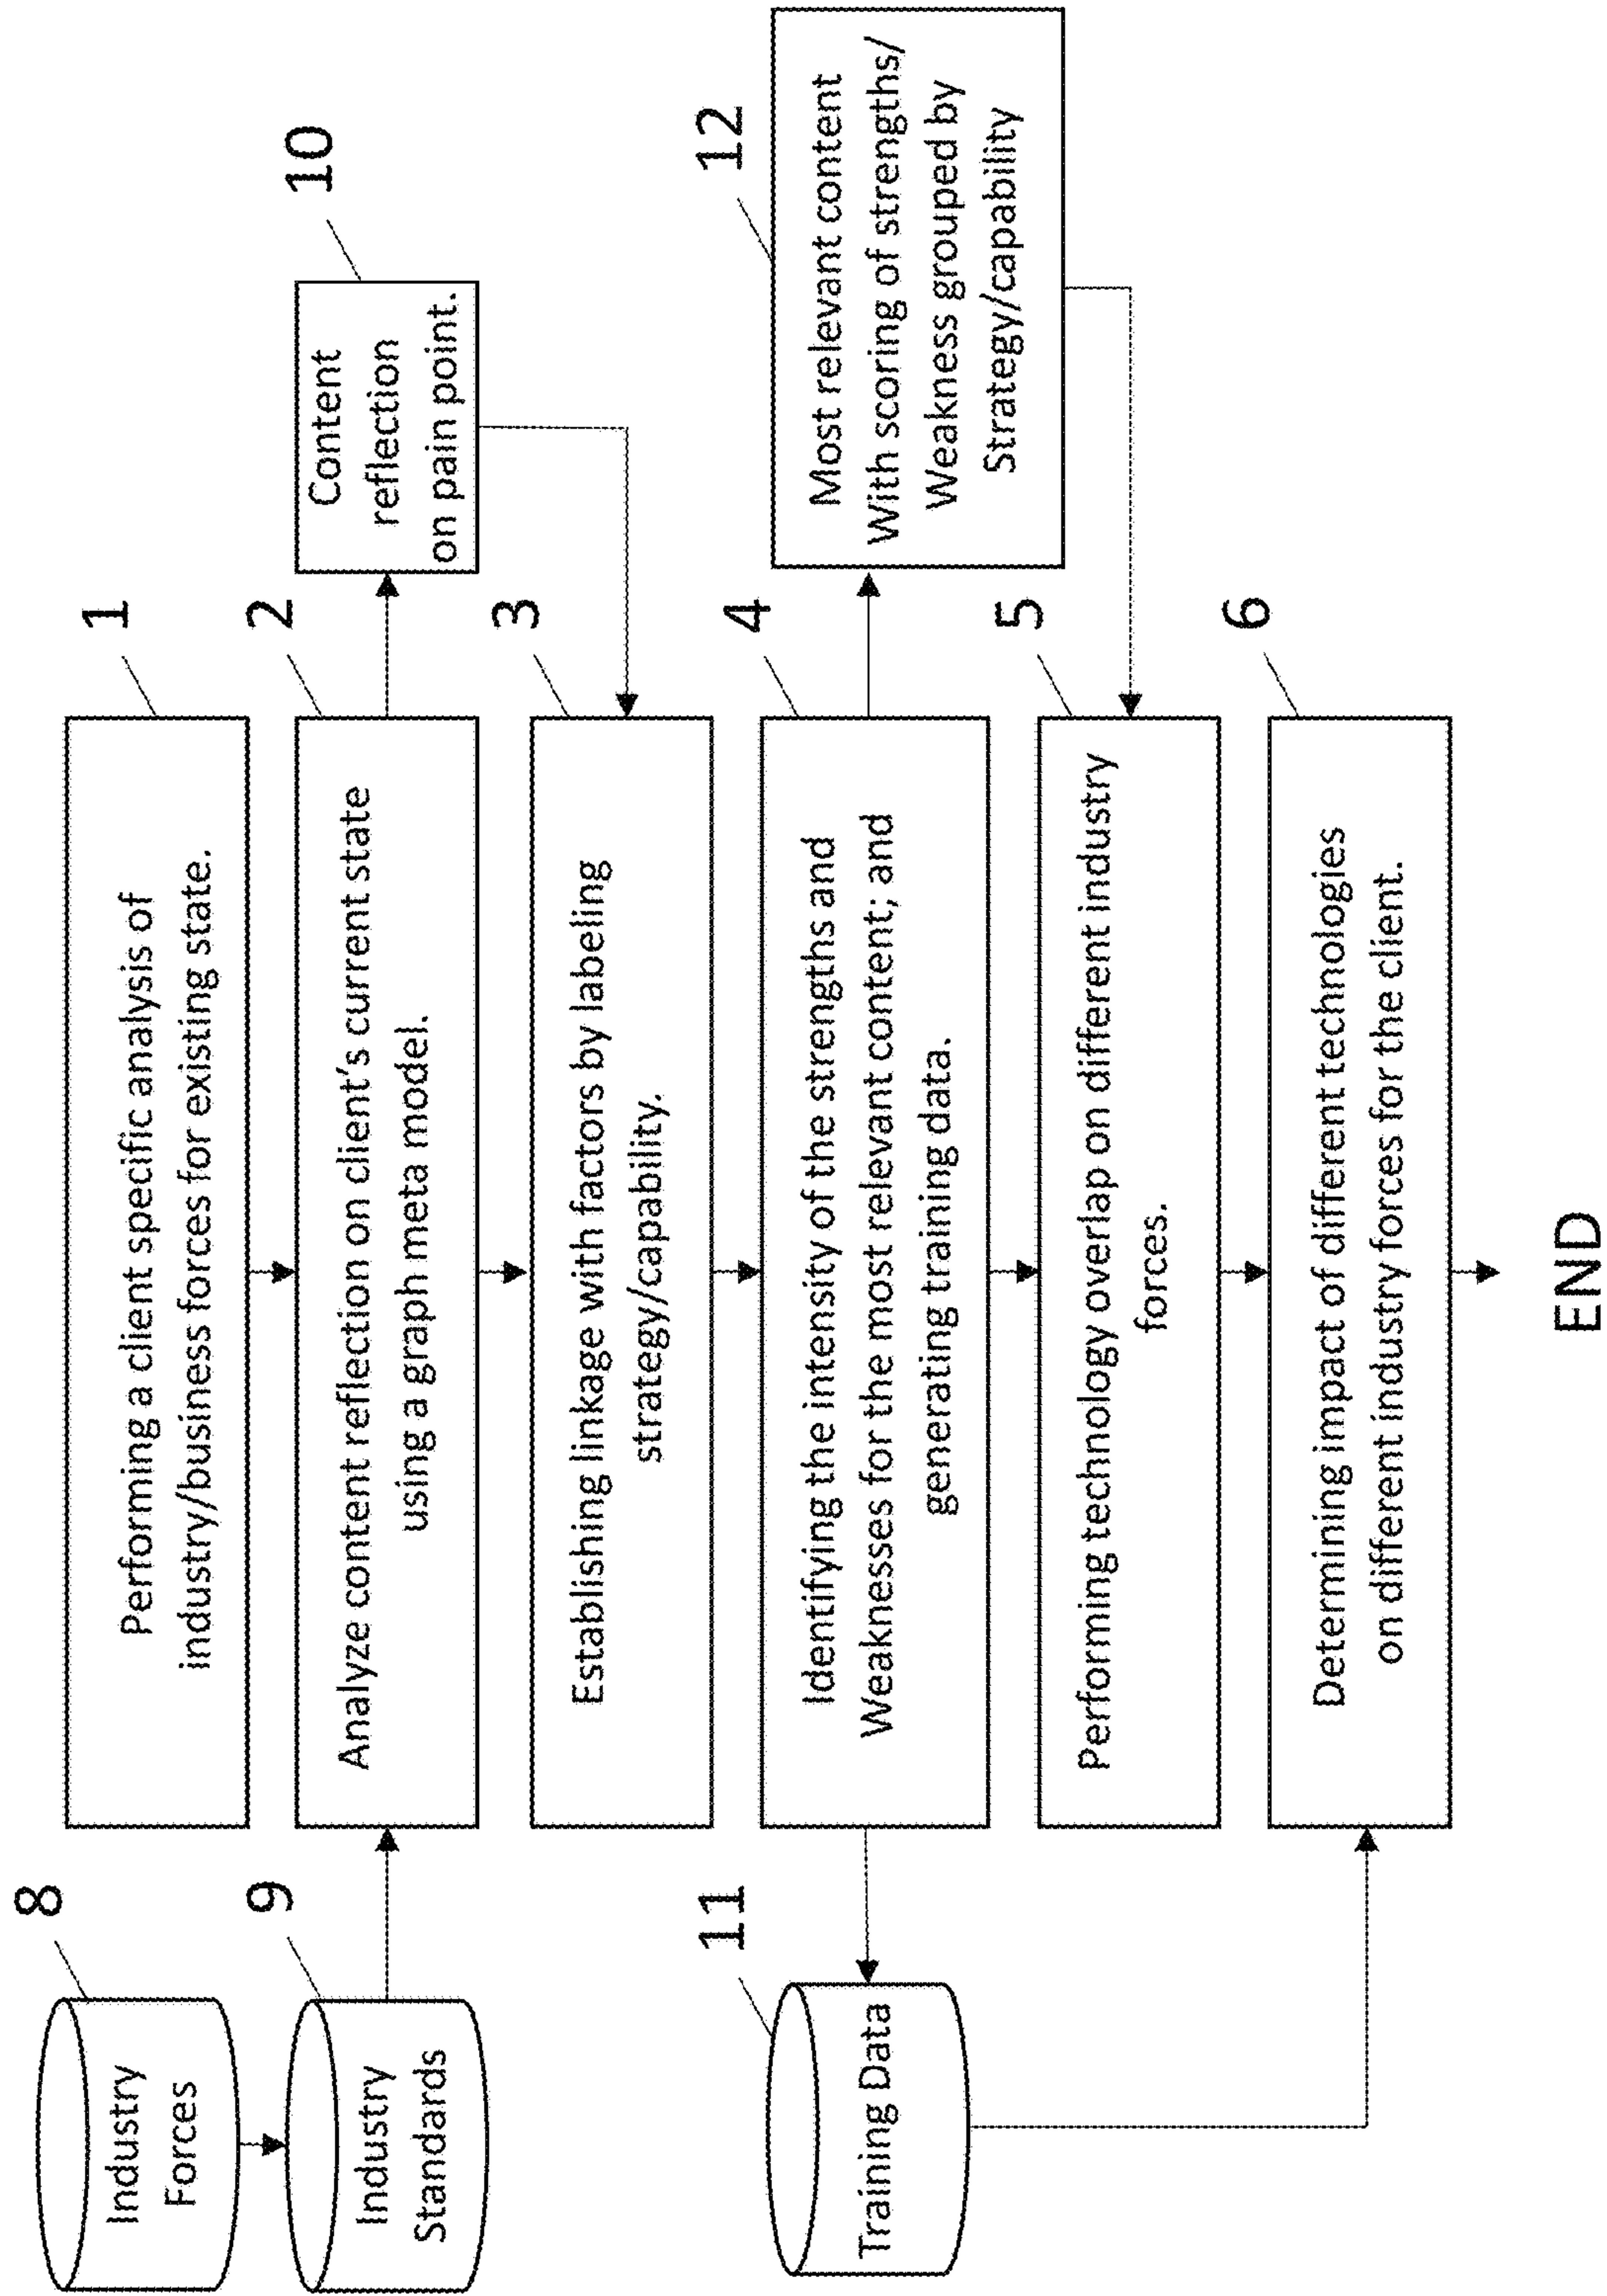 8
Industry
Forces
9
Industry
Standards
11
Training Data
1
Performing a client specific analysis of
industry/business forces for existing state.
2
Analyze content reflection on client's current state
using a graph meta model.
3
Establishing linkage with factors by labeling
strategy/capability.
4
Identifying the intensity of the strengths and
Weaknesses for the most relevant content; and
generating training data.
5
Performing technology overlap on different industry
forces.
6
Determining impact of different technologies
on different industry forces for the client.
END
10
Content
reflection
on pain point.
12
Most relevant content
With scoring of strengths/
Weakness grouped by
Strategy/capability